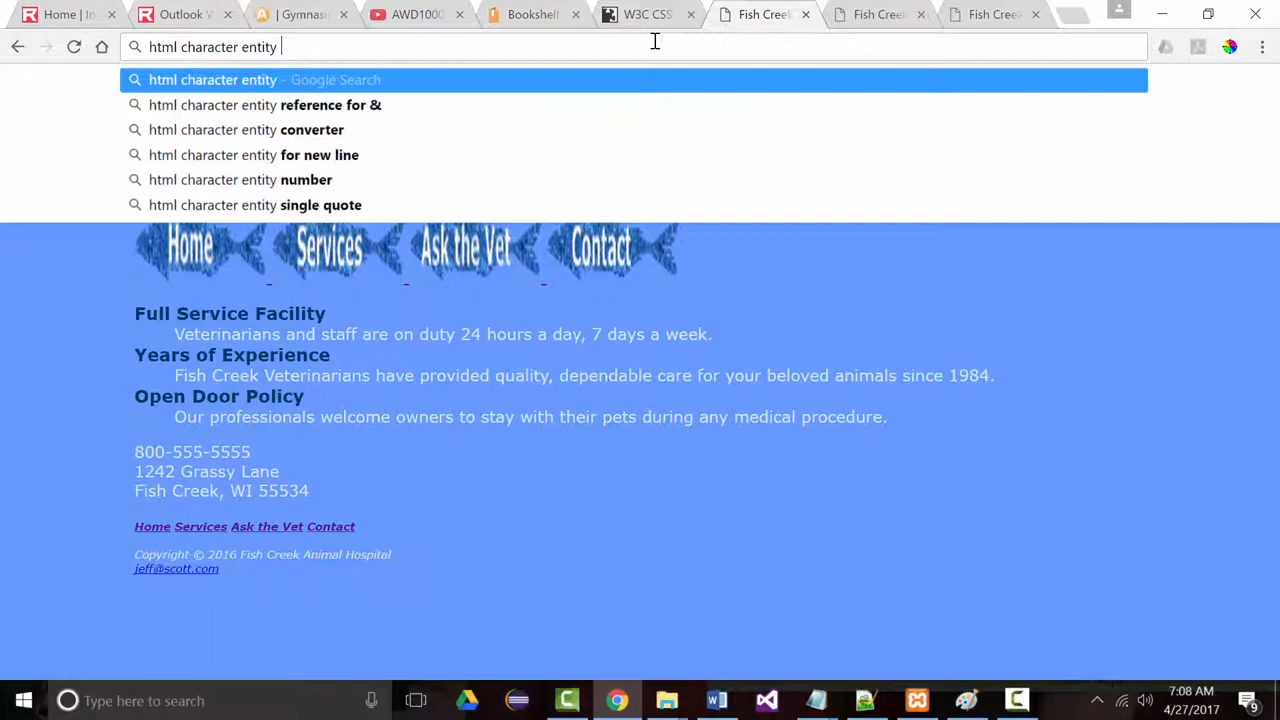 Home | In
Outlook W
| Gymnasi
AWD1000
Bookshelf
W3C CSS
Fish Creek
Fish Creek
Fish Creek
html character entity
html character entity - Google Search
html character entity reference for &
html character entity converter
html character entity for new line
html character entity number
html character entity single quote
Home Services Ask the Vet Contact
Full Service Facility
Veterinarians and staff are on duty 24 hours a day, 7 days a week.
Years of Experience
Fish Creek Veterinarians have provided quality, dependable care for your beloved animals since 1984.
Open Door Policy
Our professionals welcome owners to stay with their pets during any medical procedure.
800-555-5555
1242 Grassy Lane
Fish Creek, WI 55534
Home Services Ask the Vet Contact
Copyright © 2016 Fish Creek Animal Hospital
jeff@scott.com
Type here to search
7:08 AM
4/27/2017
9